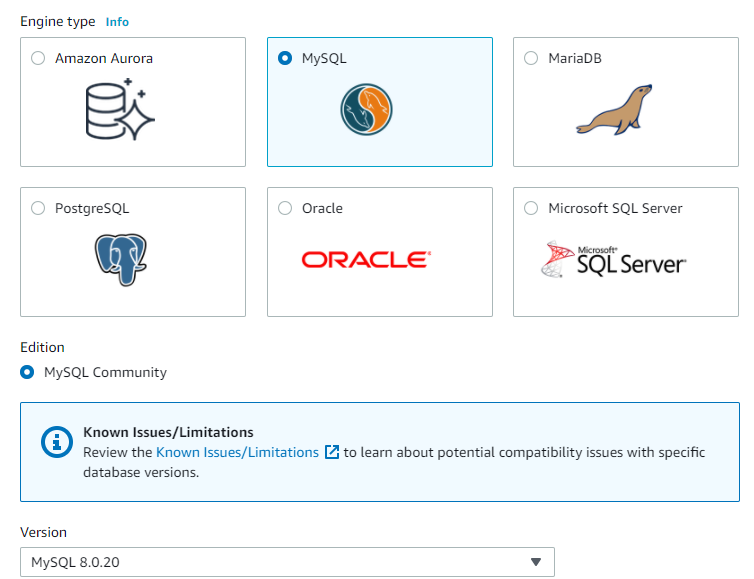 Engine type Info
Amazon Aurora
MySQL
MariaDB
PostgreSQL
Oracle
ORACLE
Microsoft SQL Server
Microsoft®
SQL Server
Edition
MySQL Community
Known Issues/Limitations
Review the Known Issues/Limitations to learn about potential compatibility issues with specific
database versions.
Version
MySQL 8.0.20